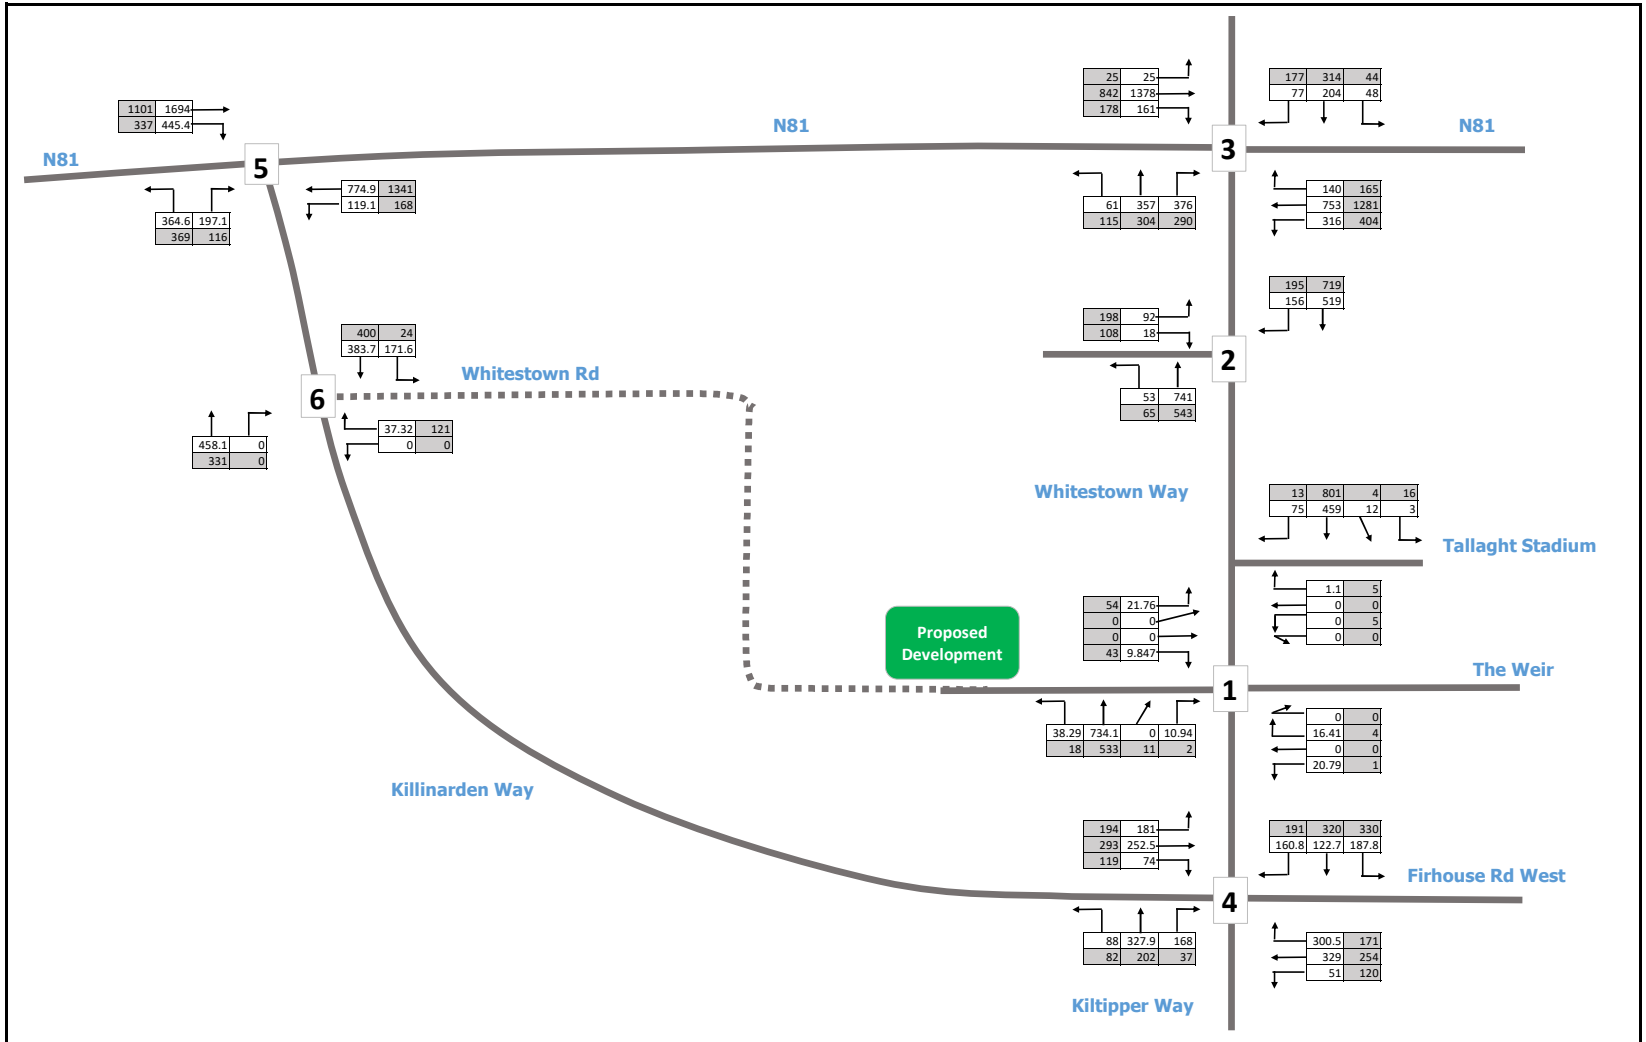 25 25
842 1378
178 161
177 314 44
77 204 48
1101 1694
337 445.4
N81
N81
N81
5
3
774.9 1341
119.1 168
364.6 197.1
369 116
61 357 376
115 304 290
140 165
753 1281
316 404
195 719
156 519
198 92
108 18
400 24
383.7 171.6
Whitestown Rd
2
6
53 741
65 543
37.32 121
0 0
458.1 0
331 0
Whitestown Way
13 801 4 16
75 459 12 3
Tallaght Stadium
1.1 5
0 0
0 5
0 0
54 21.76
0 0
0 0
43 9.847
Proposed
Development
The Weir
1
38.29 734.1 0 10.94
18 533 11 2
0 0
16.41 4
0 0
20.79 1
Killinarden Way
194 181
293 252.5
119 74
191 320 330
160.8 122.7 187.8
Firhouse Rd West
4
88 327.9 168
82 202 37
300.5 171
329 254
51 120
Kiltipper Way